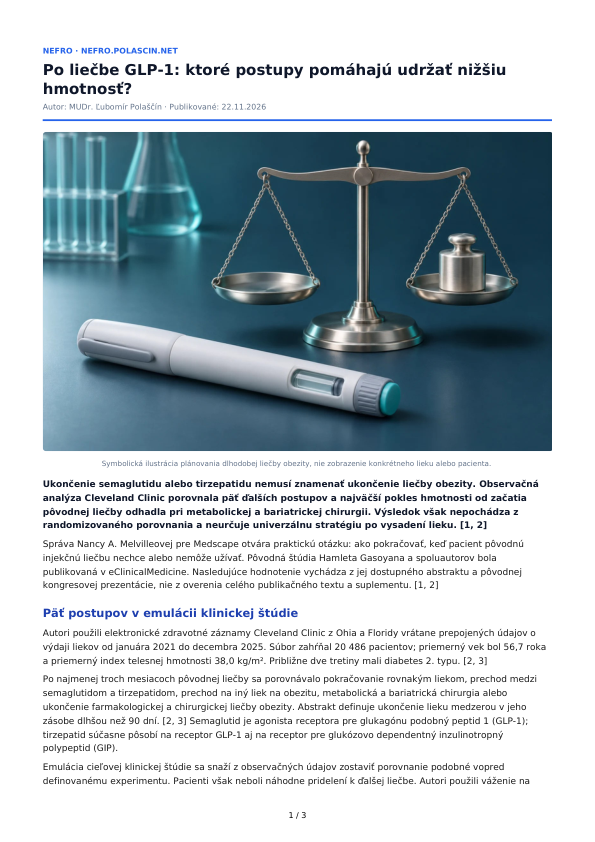 NEFRO · NEFRO.POLASCIN.NET
Po liečbe GLP-1: ktoré postupy pomáhajú udržať nižšiu
hmotnosť?
Autor: MUDr. Ľubomír Polaščín · Publikované: 22.11.2026
Symbolická ilustrácia plánovania dlhodobej liečby obezity, nie zobrazenie konkrétneho lieku alebo pacienta.
Ukončenie semaglutidu alebo tirzepatidu nemusí znamenať ukončenie liečby obezity. Observačná
analýza Cleveland Clinic porovnala päť ďalších postupov a najväčší pokles hmotnosti od začatia
pôvodnej liečby odhadla pri metabolickej a bariatrickej chirurgii. Výsledok však nepochádza z
randomizovaného porovnania a neurčuje univerzálnu stratégiu po vysadení lieku. [1, 2]
Správa Nancy A. Melvilleovej pre Medscape otvára praktickú otázku: ako pokračovať, keď pacient pôvodnú
injekčnú liečbu nechce alebo nemôže užívať. Pôvodná štúdia Hamleta Gasoyana a spoluautorov bola
publikovaná v eClinicalMedicine. Nasledujúce hodnotenie vychádza z jej dostupného abstraktu a pôvodnej
kongresovej prezentácie, nie z overenia celého publikačného textu a suplementu. [1, 2]
Päť postupov v emulácii klinickej štúdie
Autori použili elektronické zdravotné záznamy Cleveland Clinic z Ohia a Floridy vrátane prepojených údajov o
výdaji liekov od januára 2021 do decembra 2025. Súbor zahŕňal 20 486 pacientov; priemerný vek bol 56,7 roka
a priemerný index telesnej hmotnosti 38,0 kg/m². Približne dve tretiny mali diabetes 2. typu. [2, 3]
Po najmenej troch mesiacoch pôvodnej liečby sa porovnávalo pokračovanie rovnakým liekom, prechod medzi
semaglutidom a tirzepatidom, prechod na iný liek na obezitu, metabolická a bariatrická chirurgia alebo
ukončenie farmakologickej a chirurgickej liečby obezity. Abstrakt definuje ukončenie lieku medzerou v jeho
zásobe dlhšou než 90 dní. [2, 3] Semaglutid je agonista receptora pre glukagónu podobný peptid 1 (GLP-1);
tirzepatid súčasne pôsobí na receptor GLP-1 aj na receptor pre glukózovo dependentný inzulinotropný
polypeptid (GIP).
Emulácia cieľovej klinickej štúdie sa snaží z observačných údajov zostaviť porovnanie podobné vopred
definovanému experimentu. Pacienti však neboli náhodne pridelení k ďalšej liečbe. Autori použili váženie na
1 / 3